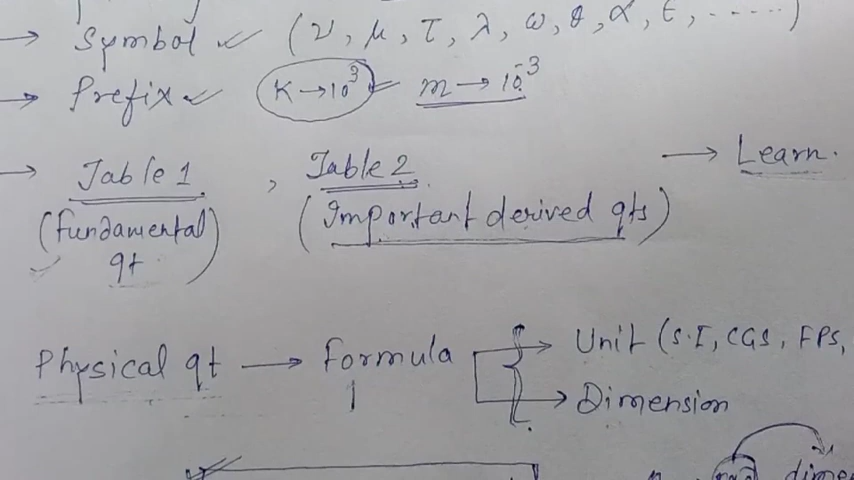 → Symbol ✓ (ν, μ, τ, λ, ω, θ, α, t, .....)
→ Prefix ✓ K → 10³ ✓ m → 10⁻³
→ Table 1 , Table 2 → Learn.
(Fundamental qt) (Important derived qts)
Physical qt → Formula → Unit (S.I, CGS, FPS,
→ Dimension